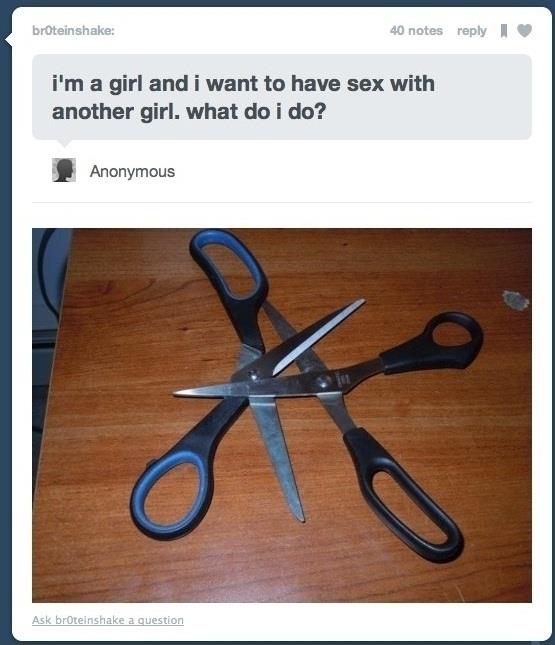 br0teinshake:
40 notes reply
i'm a girl and i want to have sex with
another girl. what do i do?
Anonymous
Ask br0teinshake a question